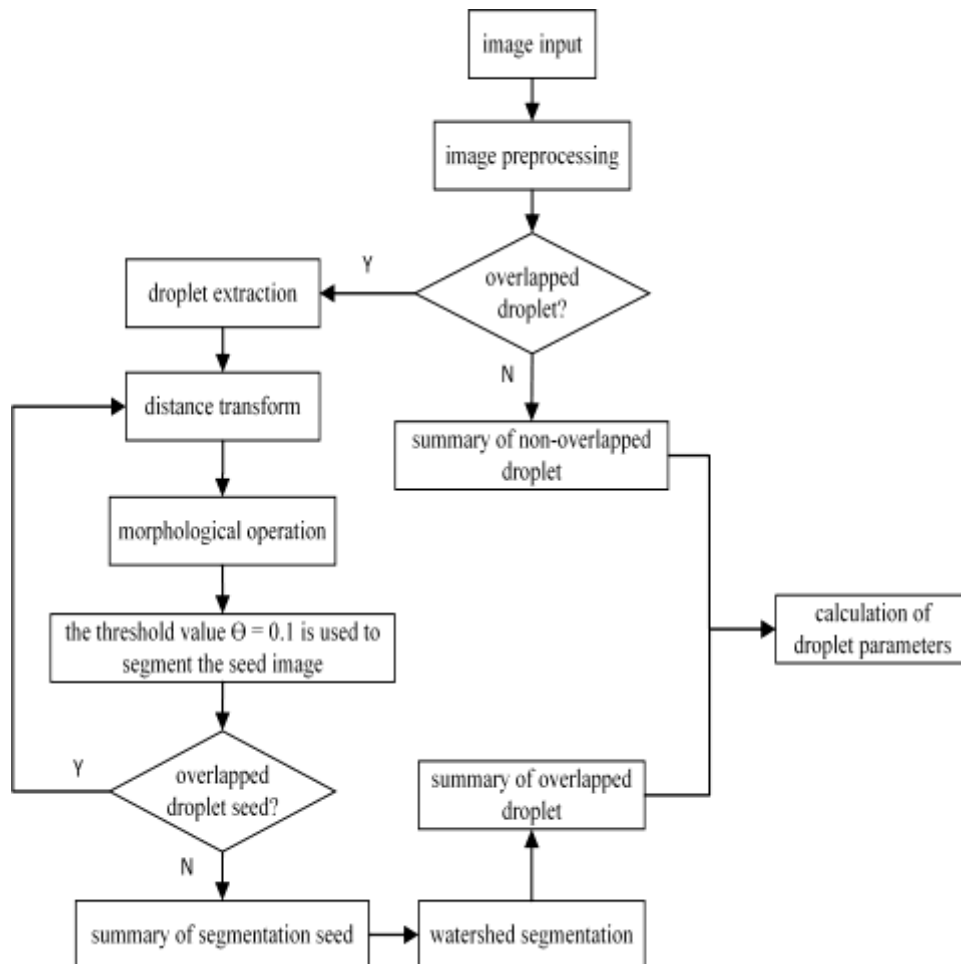 image input
image preprocessing
overlapped
droplet?
Y
N
droplet extraction
distance transform
summary of non-overlapped
droplet
morphological operation
the threshold value Θ = 0.1 is used to
segment the seed image
calculation of
droplet parameters
overlapped
droplet seed?
Y
N
summary of overlapped
droplet
summary of segmentation seed
watershed segmentation